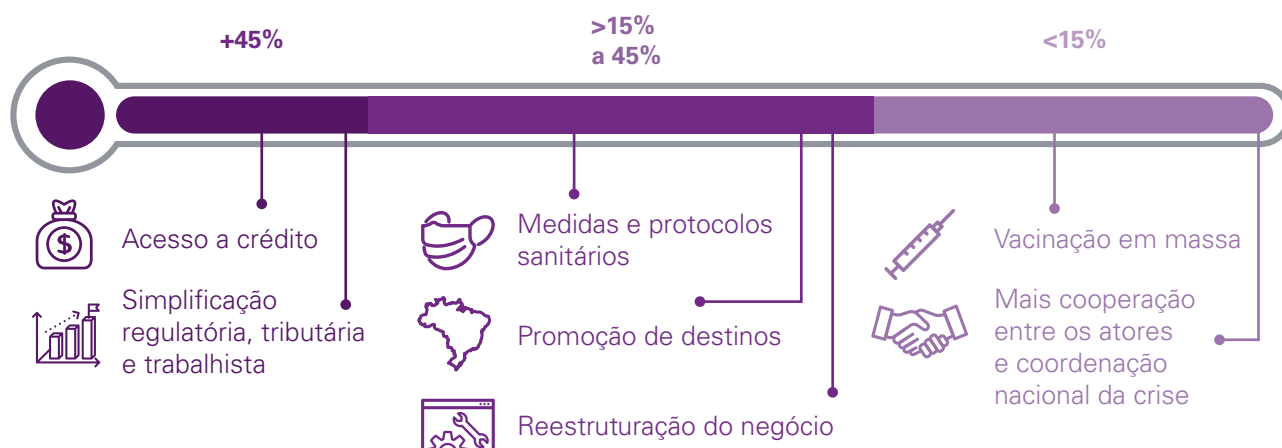 +45%
>15%
a 45%
<15%
$
Acesso a crédito
Simplificação
regulatória, tributária
e trabalhista
Medidas e protocolos
sanitários
Promoção de destinos
Reestruturação do negócio
Vacinação em massa
Mais cooperação
entre os atores
e coordenação
nacional da crise